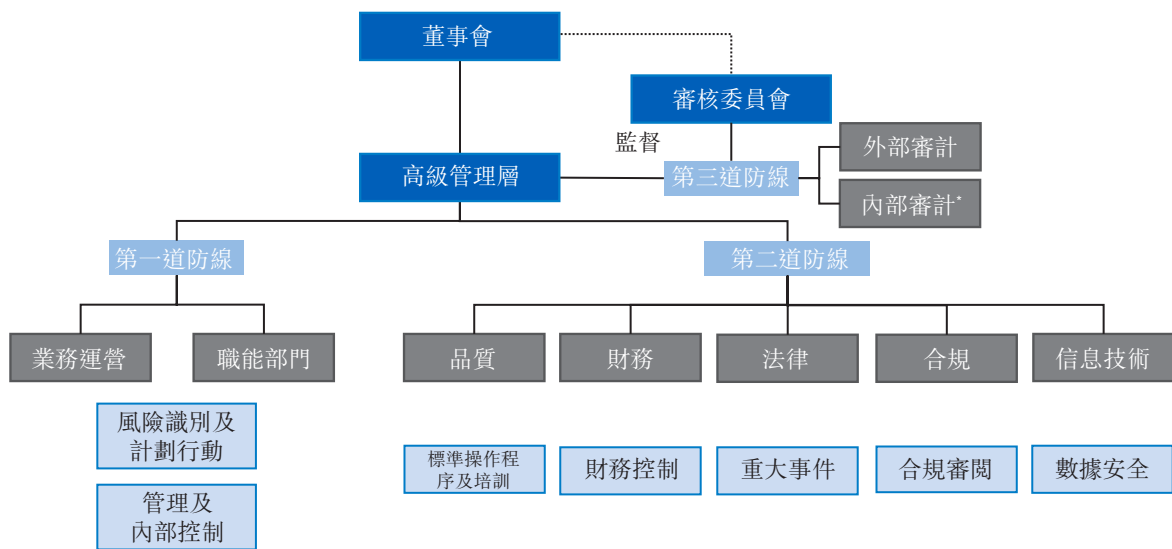 董事會
審核委員會
監督
外部審計
高級管理層
第三道防線
內部審計*
第一道防線
第二道防線
業務運營
職能部門
品質
財務
法律
合規
信息技術
風險識別及
計劃行動
標準操作程
序及培訓
財務控制
重大事件
合規審閱
數據安全
管理及
內部控制